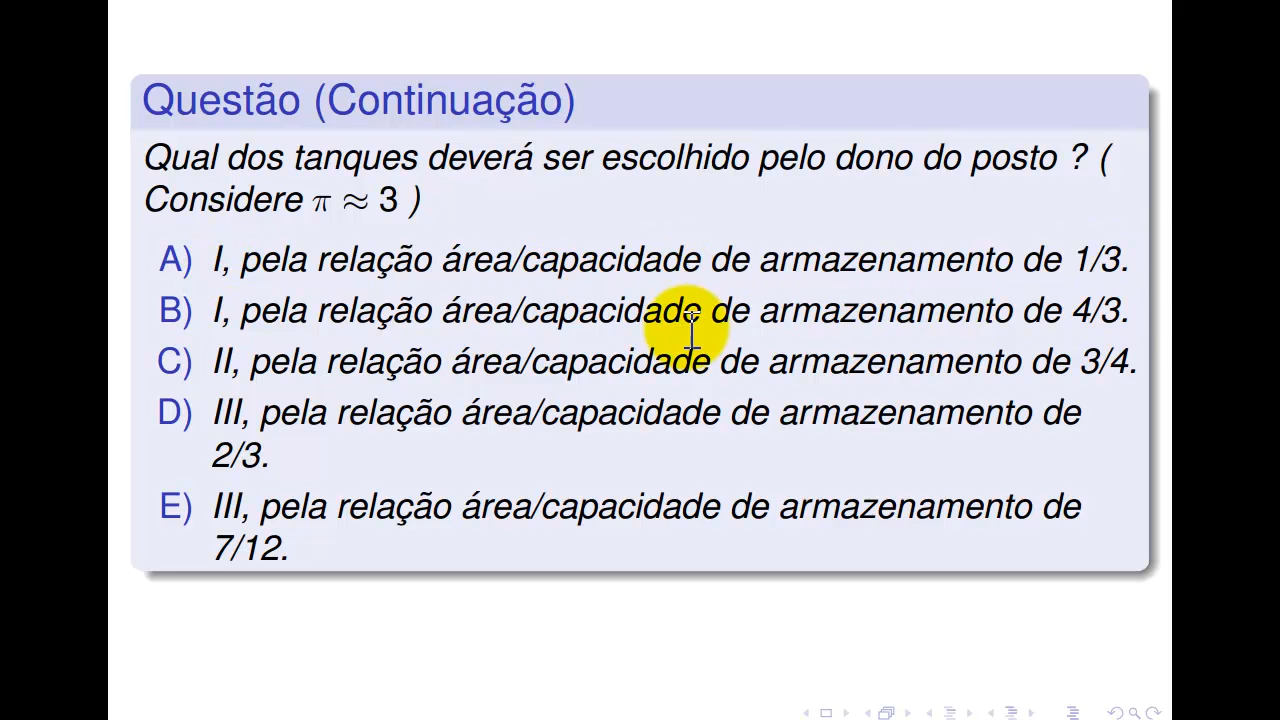 Questão (Continuação)
Qual dos tanques deverá ser escolhido pelo dono do posto ? (
Considere π ≈ 3 )
A) I, pela relação área/capacidade de armazenamento de 1/3.
B) I, pela relação área/capacidade de armazenamento de 4/3.
C) II, pela relação área/capacidade de armazenamento de 3/4.
D) III, pela relação área/capacidade de armazenamento de
2/3.
E) III, pela relação área/capacidade de armazenamento de
7/12.